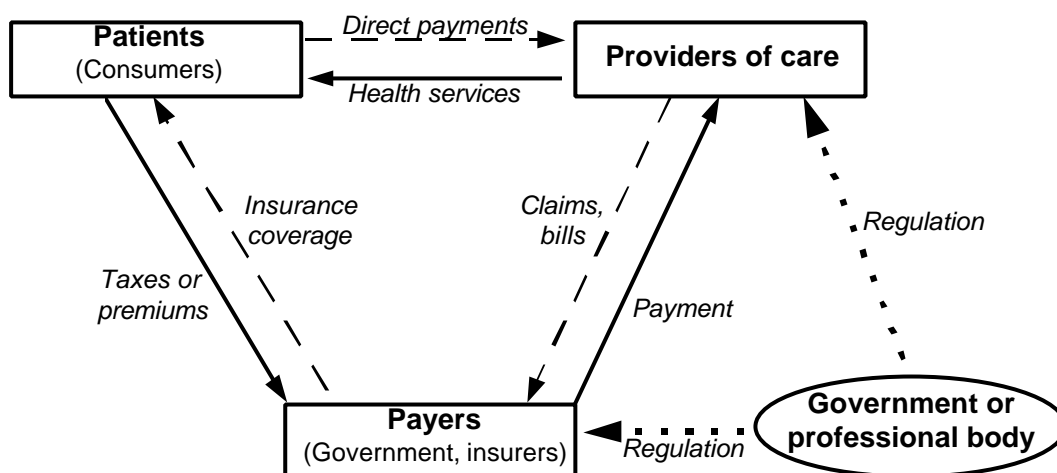 Patients
(Consumers)
Direct payments
Health services
Providers of care
Insurance
coverage
Claims,
bills
Regulation
Taxes or
premiums
Payment
Payers
(Government, insurers)
Regulation
Government or
professional body